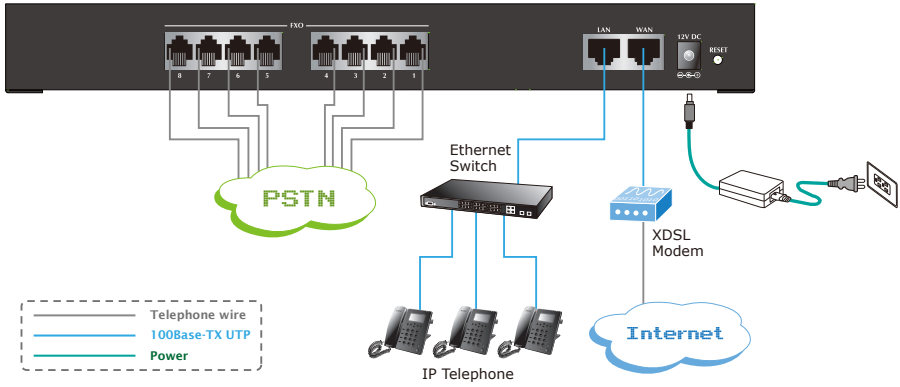 FXO
LAN WAN
12V DC
RESET
8 7 6 5 4 3 2 1
Ethernet
Switch
PSTN
XDSL
Modem
Telephone wire
100Base-TX UTP
Power
Internet
IP Telephone